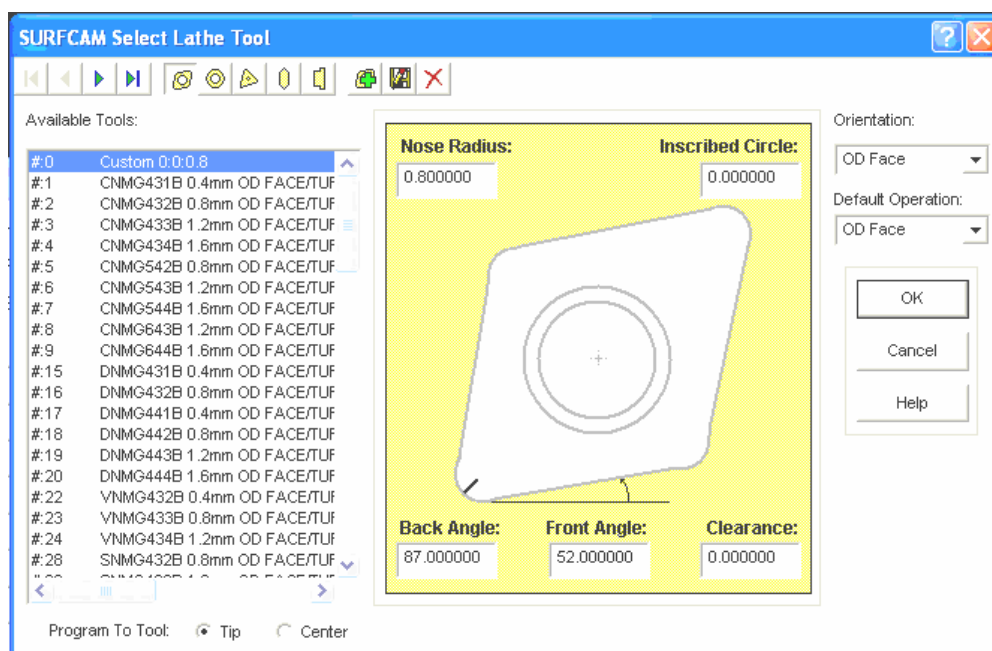 SURFCAM Select Lathe Tool
Available Tools:
#:0 Custom 0:0:0.8
#:1 CNMG431B 0.4mm OD FACE/TUF
#:2 CNMG432B 0.8mm OD FACE/TUF
#:3 CNMG433B 1.2mm OD FACE/TUF
#:4 CNMG434B 1.6mm OD FACE/TUF
#:5 CNMG542B 0.8mm OD FACE/TUF
#:6 CNMG543B 1.2mm OD FACE/TUF
#:7 CNMG544B 1.6mm OD FACE/TUF
#:8 CNMG643B 1.2mm OD FACE/TUF
#:9 CNMG644B 1.6mm OD FACE/TUF
#:15 DNMG431B 0.4mm OD FACE/TUF
#:16 DNMG432B 0.8mm OD FACE/TUF
#:17 DNMG441B 0.4mm OD FACE/TUF
#:18 DNMG442B 0.8mm OD FACE/TUF
#:19 DNMG443B 1.2mm OD FACE/TUF
#:20 DNMG444B 1.6mm OD FACE/TUF
#:22 VNMG432B 0.4mm OD FACE/TUF
#:23 VNMG433B 0.8mm OD FACE/TUF
#:24 VNMG434B 1.2mm OD FACE/TUF
#:28 SNMG432B 0.8mm OD FACE/TUF
Program To Tool: Tip Center
Nose Radius: Inscribed Circle:
0.800000 0.000000
Back Angle: Front Angle: Clearance:
87.000000 52.000000 0.000000
Orientation:
OD Face
Default Operation:
OD Face
OK
Cancel
Help